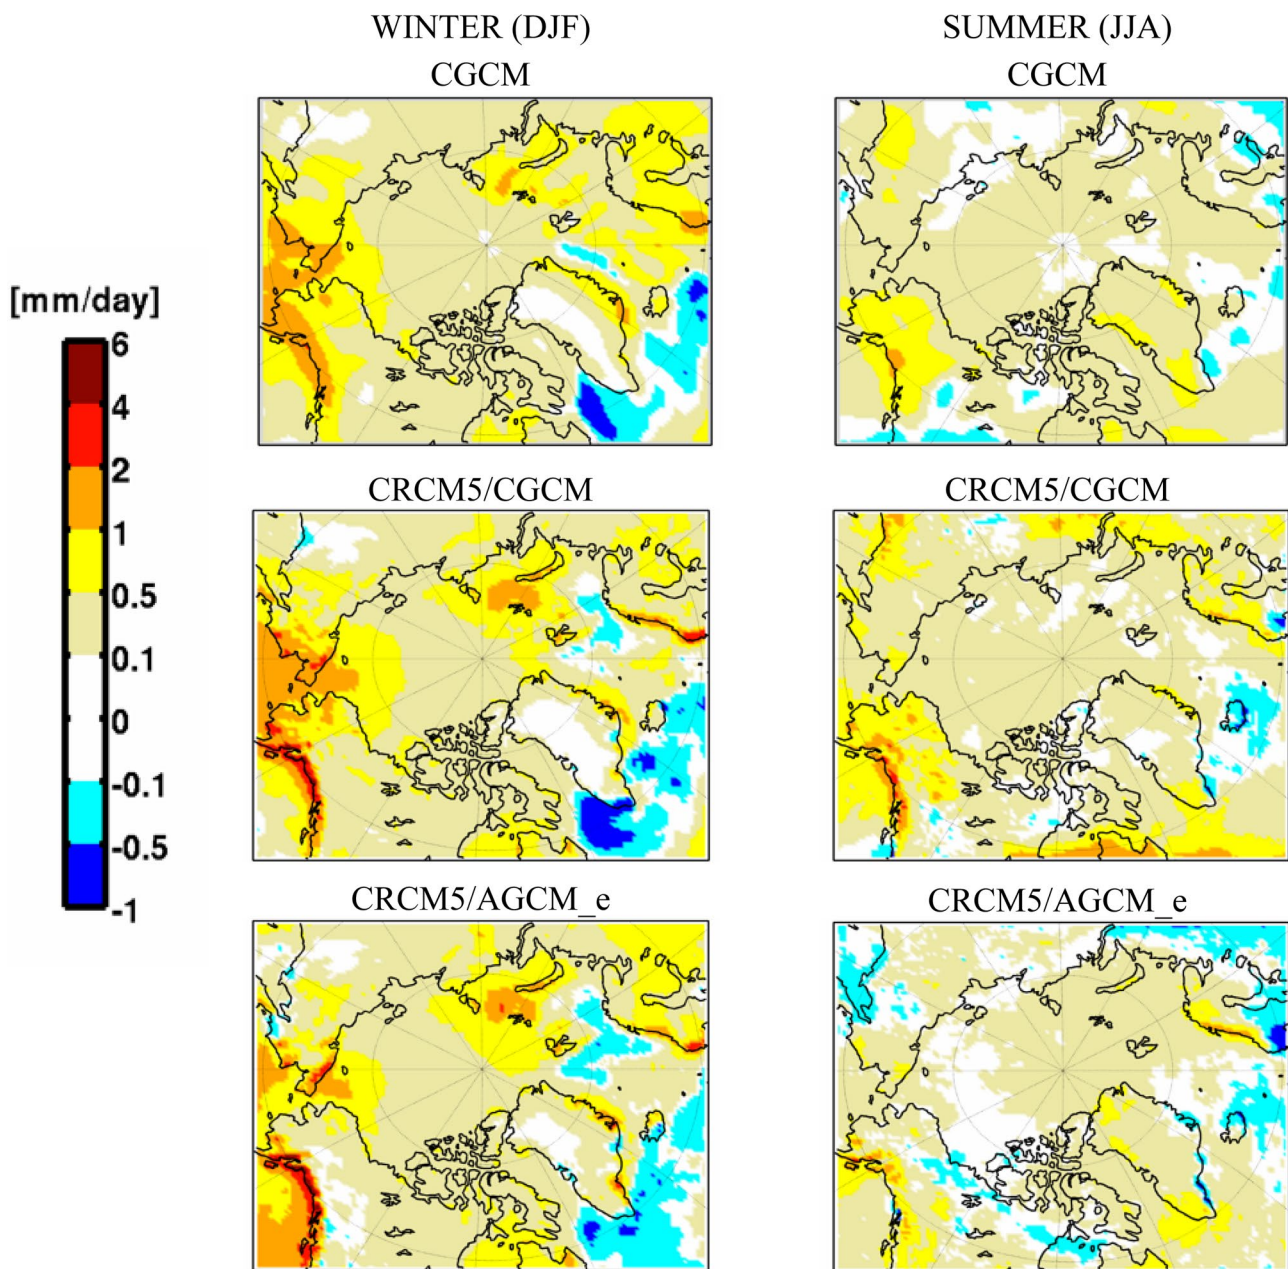 WINTER (DJF)
SUMMER (JJA)
CGCM
CGCM
[mm/day]
6
4
2
1
0.5
0.1
0
-0.1
-0.5
-1
CRCM5/CGCM
CRCM5/CGCM
CRCM5/AGCM_e
CRCM5/AGCM_e